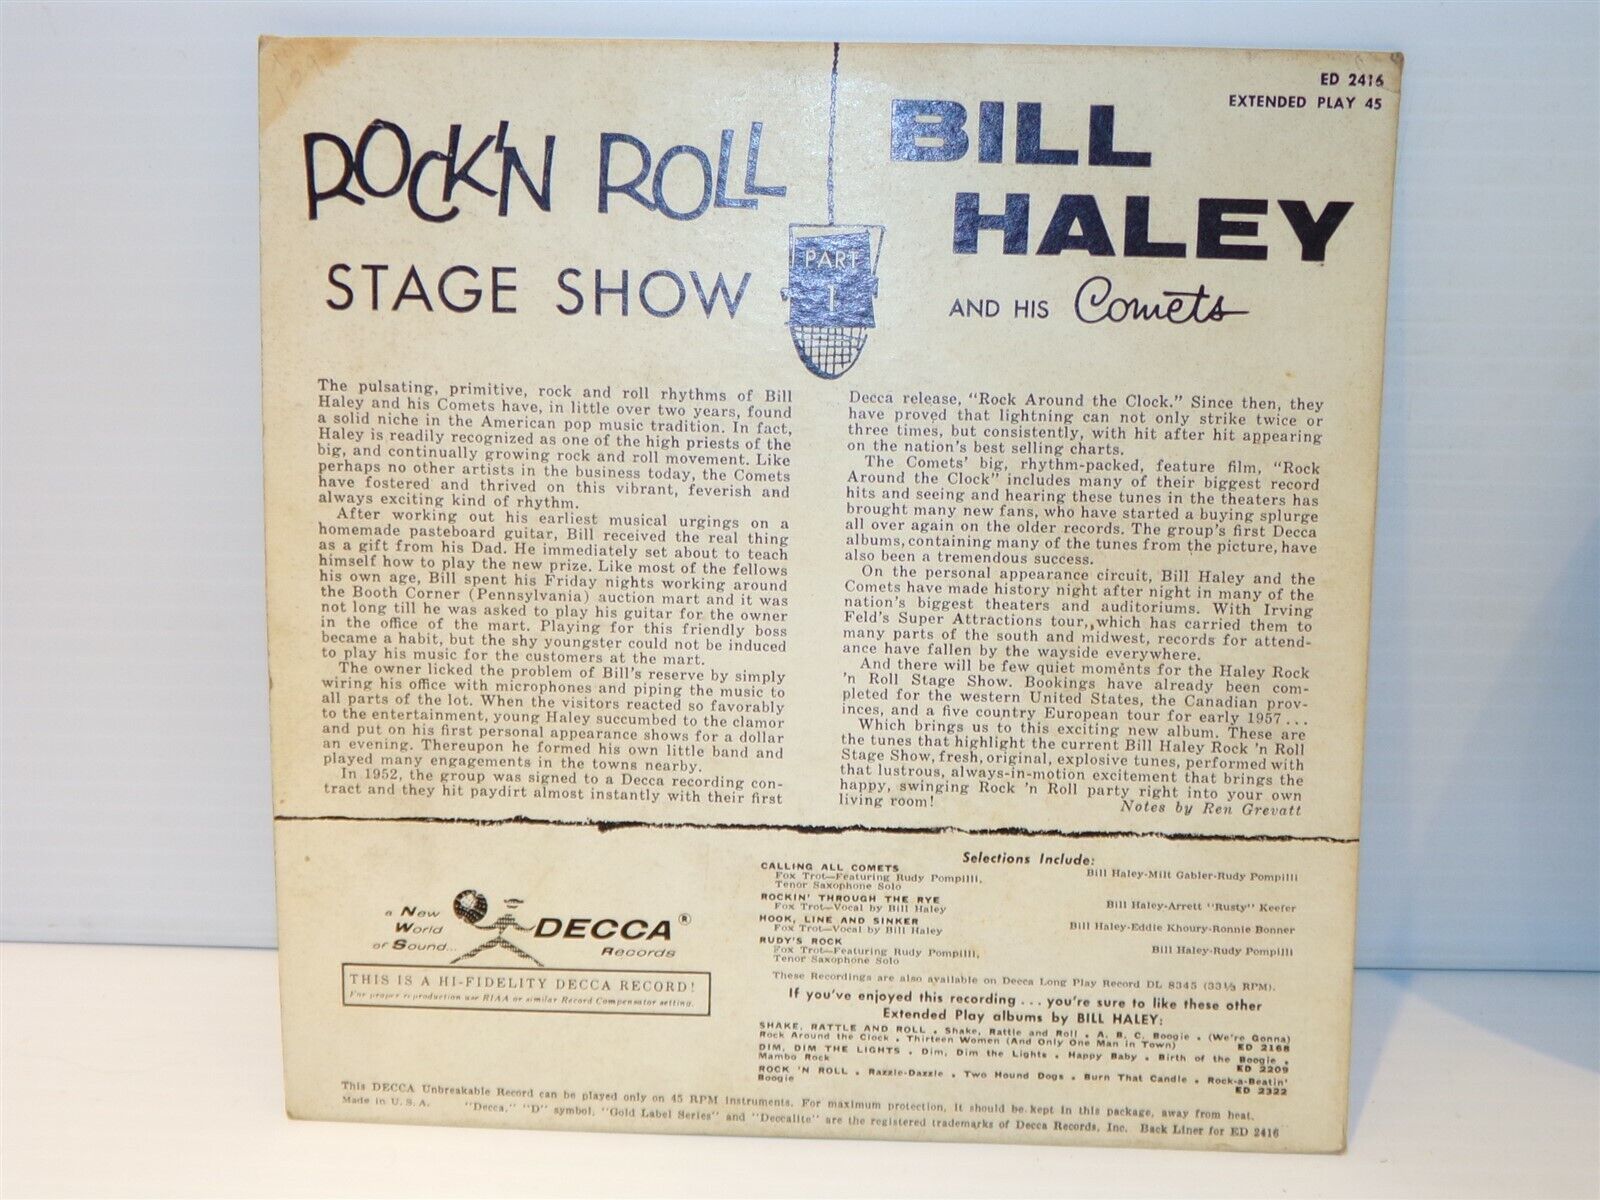 ED 2416
EXTENDED PLAY 45
ROCK'N ROLL
STAGE SHOW
PART
1
BILL
HALEY
AND HIS Comets
The pulsating, primitive, rock and roll rhythms of Bill
Haley and his Comets have, in little over two years, found
a solid niche in the American pop music tradition. In fact,
Haley is readily recognized as one of the high priests of the
big, and continually growing rock and roll movement. Like
perhaps no other artists in the business today, the Comets
have fostered and thrived on this vibrant, feverish and
always exciting kind of rhythm.
After working out his earliest musical urgings on a
homemade pasteboard guitar, Bill received the real thing
as a gift from his Dad. He immediately set about to teach
himself how to play the new prize. Like most of the fellows
his own age, Bill spent his Friday nights working around
the Booth Corner (Pennsylvania) auction mart and it was
not long till he was asked to play his guitar for the owner
in the office of the mart. Playing for this friendly boss
became a habit, but the shy youngster could not be induced
to play his music for the customers at the mart.
The owner licked the problem of Bill's reserve by simply
wiring his office with microphones and piping the music to
all parts of the lot. When the visitors reacted so favorably
to the entertainment, young Haley succumbed to the clamor
and put on his first personal appearance shows for a dollar
an evening. Thereupon he formed his own little band and
played many engagements in the towns nearby.
In 1952, the group was signed to a Decca recording con-
tract and they hit paydirt almost instantly with their first
Decca release, "Rock Around the Clock." Since then, they
have proved that lightning can not only strike twice or
three times, but consistently, with hit after hit appearing
on the nation's best selling charts.
The Comets' big, rhythm-packed, feature film, "Rock
Around the Clock" includes many of their biggest record
hits and seeing and hearing these tunes in the theaters has
brought many new fans, who have started a buying splurge
all over again on the older records. The group's first Decca
albums, containing many of the tunes from the picture, have
also been a tremendous success.
On the personal appearance circuit, Bill Haley and the
Comets have made history night after night in many of the
nation's biggest theaters and auditoriums. With Irving
Feld's Super Attractions tour, which has carried them to
many parts of the south and midwest, records for attend-
ance have fallen by the wayside everywhere.
And there will be few quiet moments for the Haley Rock
'n Roll Stage Show. Bookings have already been com-
pleted for the western United States, the Canadian prov-
inces, and a five country European tour for early 1957...
Which brings us to this exciting new album. These are
the tunes that highlight the current Bill Haley Rock 'n Roll
Stage Show, fresh, original, explosive tunes, performed with
that lustrous, always-in-motion excitement that brings the
happy, swinging Rock 'n Roll party right into your own
living room! Notes by Ren Grevatt
a New
World
of Sound...
DECCA ®
Records
THIS IS A HI-FIDELITY DECCA RECORD!
For proper reproduction use RIAA or similar Record Compensator setting.
Selections Include:
CALLING ALL COMETS Bill Haley-Milt Gabler-Rudy Pompilli
Fox Trot—Featuring Rudy Pompilli,
Tenor Saxophone Solo
ROCKIN' THROUGH THE RYE Bill Haley-Arrett "Rusty" Keefer
Fox Trot—Vocal by Bill Haley
HOOK, LINE AND SINKER Bill Haley-Eddie Khoury-Ronnie Bonner
Fox Trot—Vocal by Bill Haley
RUDY'S ROCK Bill Haley-Rudy Pompilli
Fox Trot—Featuring Rudy Pompilli,
Tenor Saxophone Solo
These Recordings are also available on Decca Long Play Record DL 8345 (33⅓ RPM).
If you've enjoyed this recording ... you're sure to like these other
Extended Play albums by BILL HALEY:
SHAKE, RATTLE AND ROLL • Shake, Rattle and Roll • A. B. C. Boogie • (We're Gonna)
Rock Around the Clock • Thirteen Women (And Only One Man in Town) ED 2168
DIM, DIM THE LIGHTS • Dim, Dim the Lights • Happy Baby • Birth of the Boogie •
Mambo Rock ED 2209
ROCK 'N ROLL • Razzle-Dazzle • Two Hound Dogs • Burn That Candle • Rock-a-Beatin'
Boogie ED 2322
This DECCA Unbreakable Record can be played only on 45 RPM instruments. For maximum protection, it should be kept in this package, away from heat.
Made in U. S. A. "Decca," "D" symbol, "Gold Label Series" and "Deccalite" are the registered trademarks of Decca Records, Inc. Back Liner for ED 2416